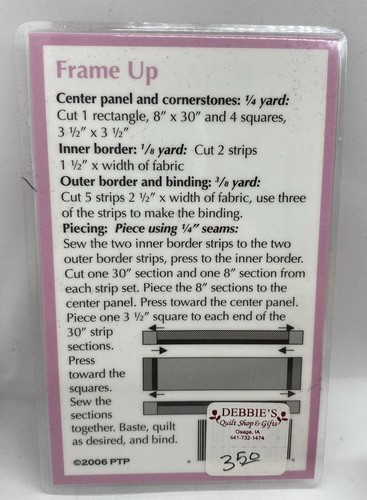 Frame Up
Center panel and cornerstones: ¼ yard:
Cut 1 rectangle, 8" x 30" and 4 squares,
3 ½" x 3 ½"
Inner border: ⅛ yard: Cut 2 strips
1 ½" x width of fabric
Outer border and binding: ⅜ yard:
Cut 5 strips 2 ½" x width of fabric, use three
of the strips to make the binding.
Piecing: Piece using ¼" seams:
Sew the two inner border strips to the two
outer border strips, press to the inner border.
Cut one 30" section and one 8" section from
each strip set. Piece the 8" sections to the
center panel. Press toward the center panel.
Piece one 3 ½" square to each end of the
30" strip
sections.
Press
toward the
squares.
Sew the
sections
together. Baste, quilt
as desired, and bind.
©2006 PTP
DEBBIE'S
Quilt Shop & Gifts
Osage, IA
641-732-1474
3.50